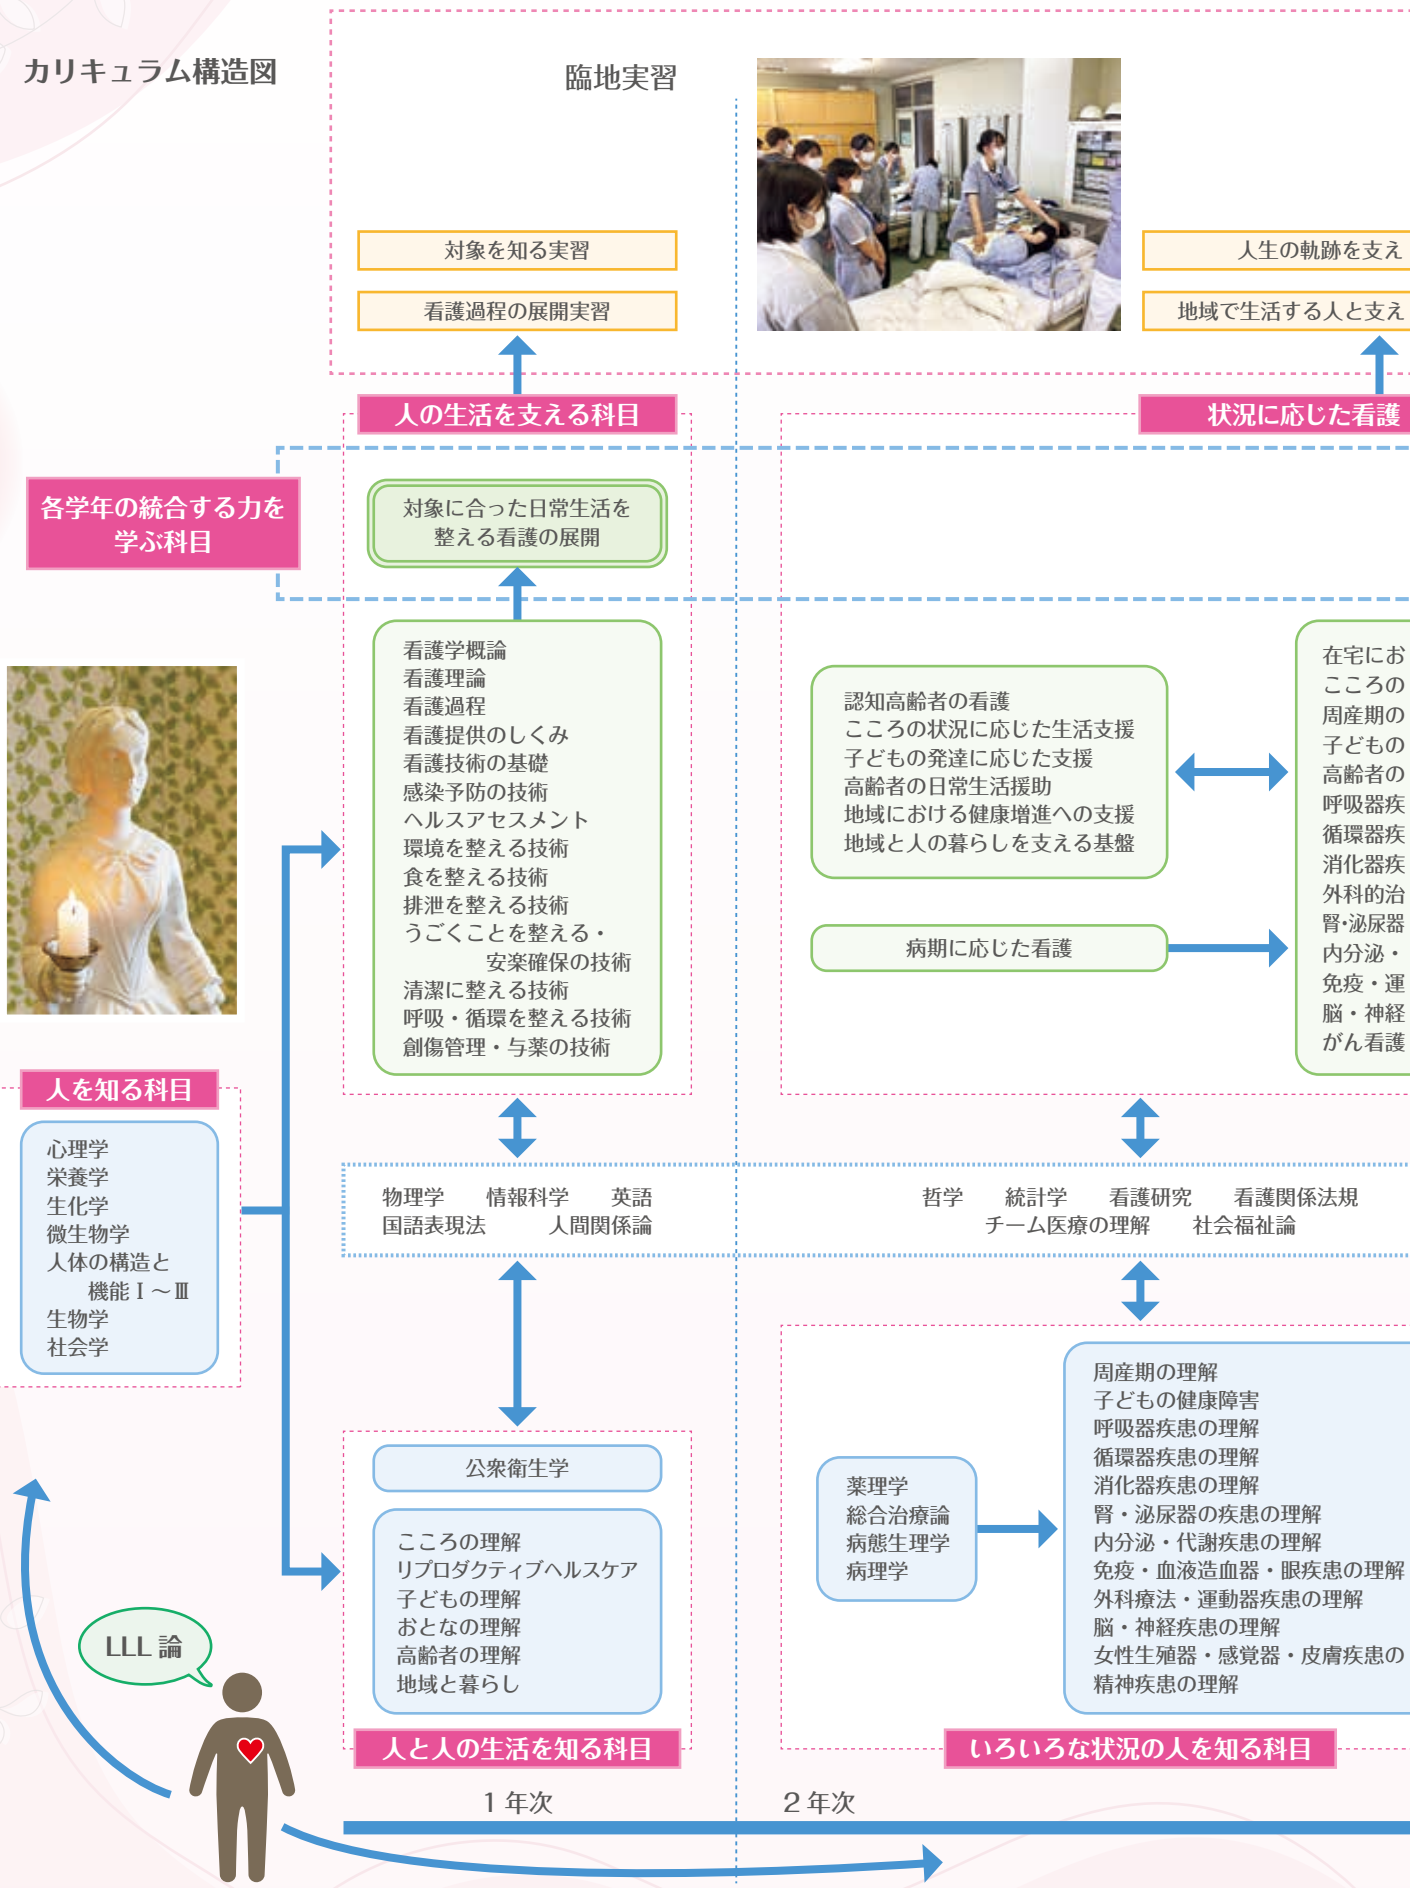 カリキュラム構造図
臨地実習
対象を知る実習
看護過程の展開実習
人生の軌跡を支え
地域で生活する人と支え
人の生活を支える科目
状況に応じた看護
各学年の統合する力を
学ぶ科目
対象に合った日常生活を
整える看護の展開
看護学概論
看護理論
看護過程
看護提供のしくみ
看護技術の基礎
感染予防の技術
ヘルスアセスメント
環境を整える技術
食を整える技術
排泄を整える技術
うごくことを整える・
安楽確保の技術
清潔に整える技術
呼吸・循環を整える技術
創傷管理・与薬の技術
認知高齢者の看護
こころの状況に応じた生活支援
子どもの発達に応じた支援
高齢者の日常生活援助
地域における健康増進への支援
地域と人の暮らしを支える基盤
病期に応じた看護
在宅にお
こころの
周産期の
子どもの
高齢者の
呼吸器疾
循環器疾
消化器疾
外科的治
腎・泌尿器
内分泌・
免疫・運
脳・神経
がん看護
人を知る科目
心理学
栄養学
生化学
微生物学
人体の構造と
機能Ⅰ～Ⅲ
生物学
社会学
物理学 情報科学 英語
国語表現法 人間関係論
哲学 統計学 看護研究 看護関係法規
チーム医療の理解 社会福祉論
公衆衛生学
こころの理解
リプロダクティブヘルスケア
子どもの理解
おとなの理解
高齢者の理解
地域と暮らし
人と人の生活を知る科目
薬理学
総合治療論
病態生理学
病理学
周産期の理解
子どもの健康障害
呼吸器疾患の理解
循環器疾患の理解
消化器疾患の理解
腎・泌尿器の疾患の理解
内分泌・代謝疾患の理解
免疫・血液造血器・眼疾患の理解
外科療法・運動器疾患の理解
脳・神経疾患の理解
女性生殖器・感覚器・皮膚疾患の
精神疾患の理解
いろいろな状況の人を知る科目
LLL 論
1 年次
2 年次